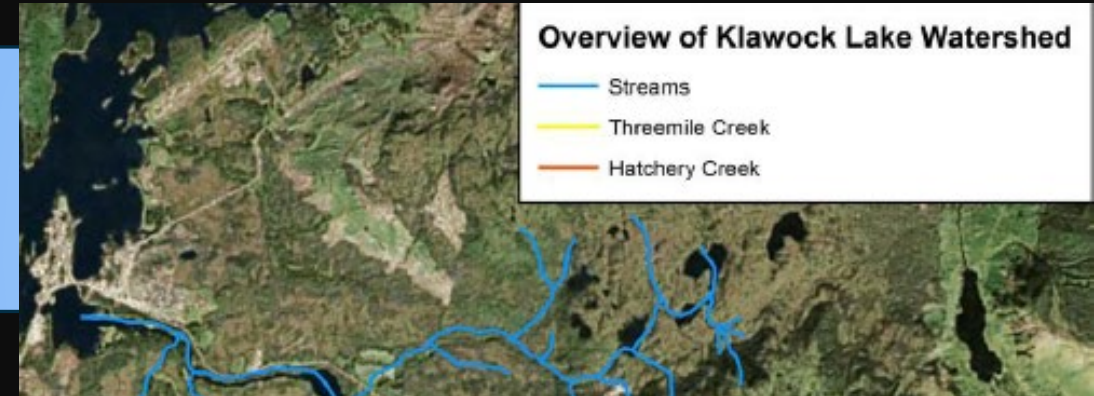 Overview of Klawock Lake Watershed
Streams
Threemile Creek
Hatchery Creek